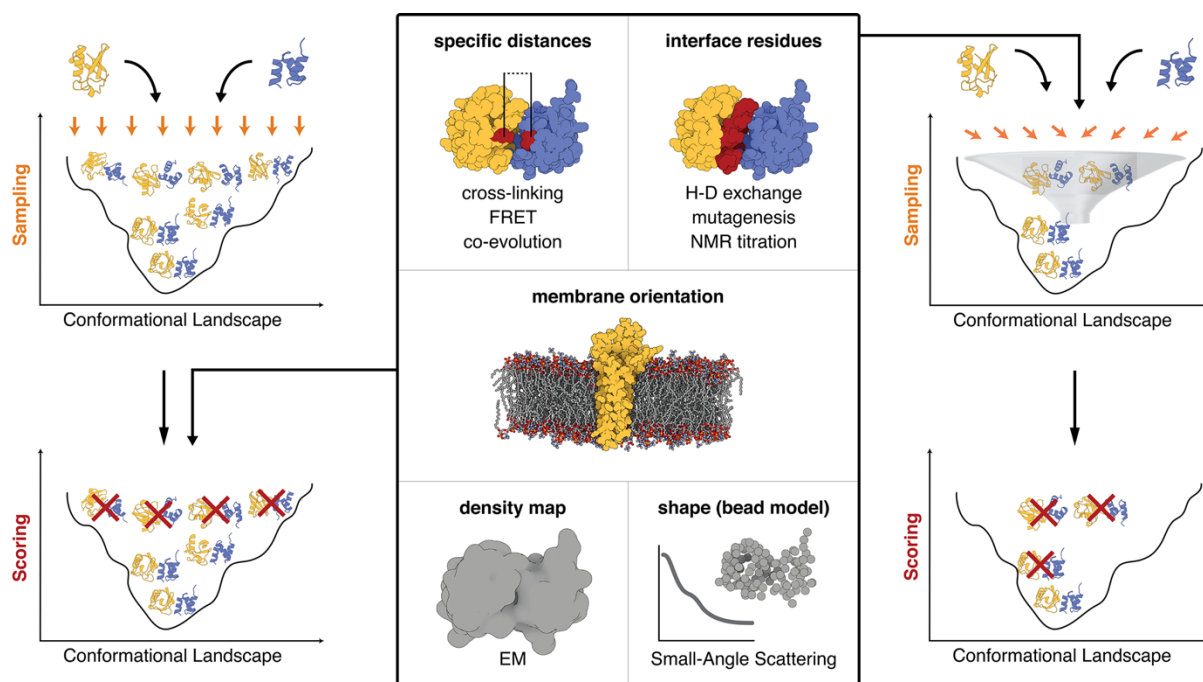 Sampling
Conformational Landscape
Scoring
Conformational Landscape
specific distances
cross-linking
FRET
co-evolution
interface residues
H-D exchange
mutagenesis
NMR titration
membrane orientation
density map
EM
shape (bead model)
Small-Angle Scattering
Sampling
Conformational Landscape
Scoring
Conformational Landscape